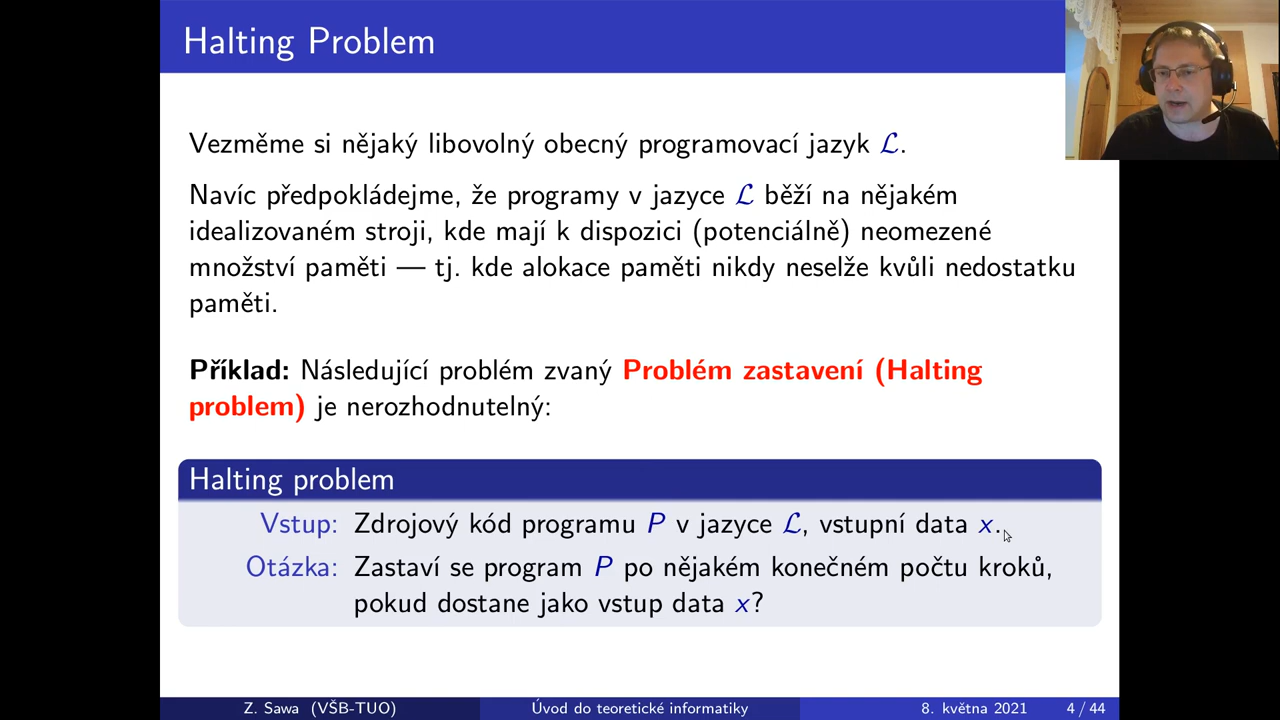 Halting Problem
Vezměme si nějaký libovolný obecný programovací jazyk ℒ.
Navíc předpokládejme, že programy v jazyce ℒ běží na nějakém
idealizovaném stroji, kde mají k dispozici (potenciálně) neomezené
množství paměti — tj. kde alokace paměti nikdy neselže kvůli nedostatku
paměti.
Příklad: Následující problém zvaný Problém zastavení (Halting
problem) je nerozhodnutelný:
Halting problem
Vstup: Zdrojový kód programu P v jazyce ℒ, vstupní data x.
Otázka: Zastaví se program P po nějakém konečném počtu kroků,
pokud dostane jako vstup data x?
Z. Sawa (VŠB-TUO) Úvod do teoretické informatiky 8. května 2021 4 / 44